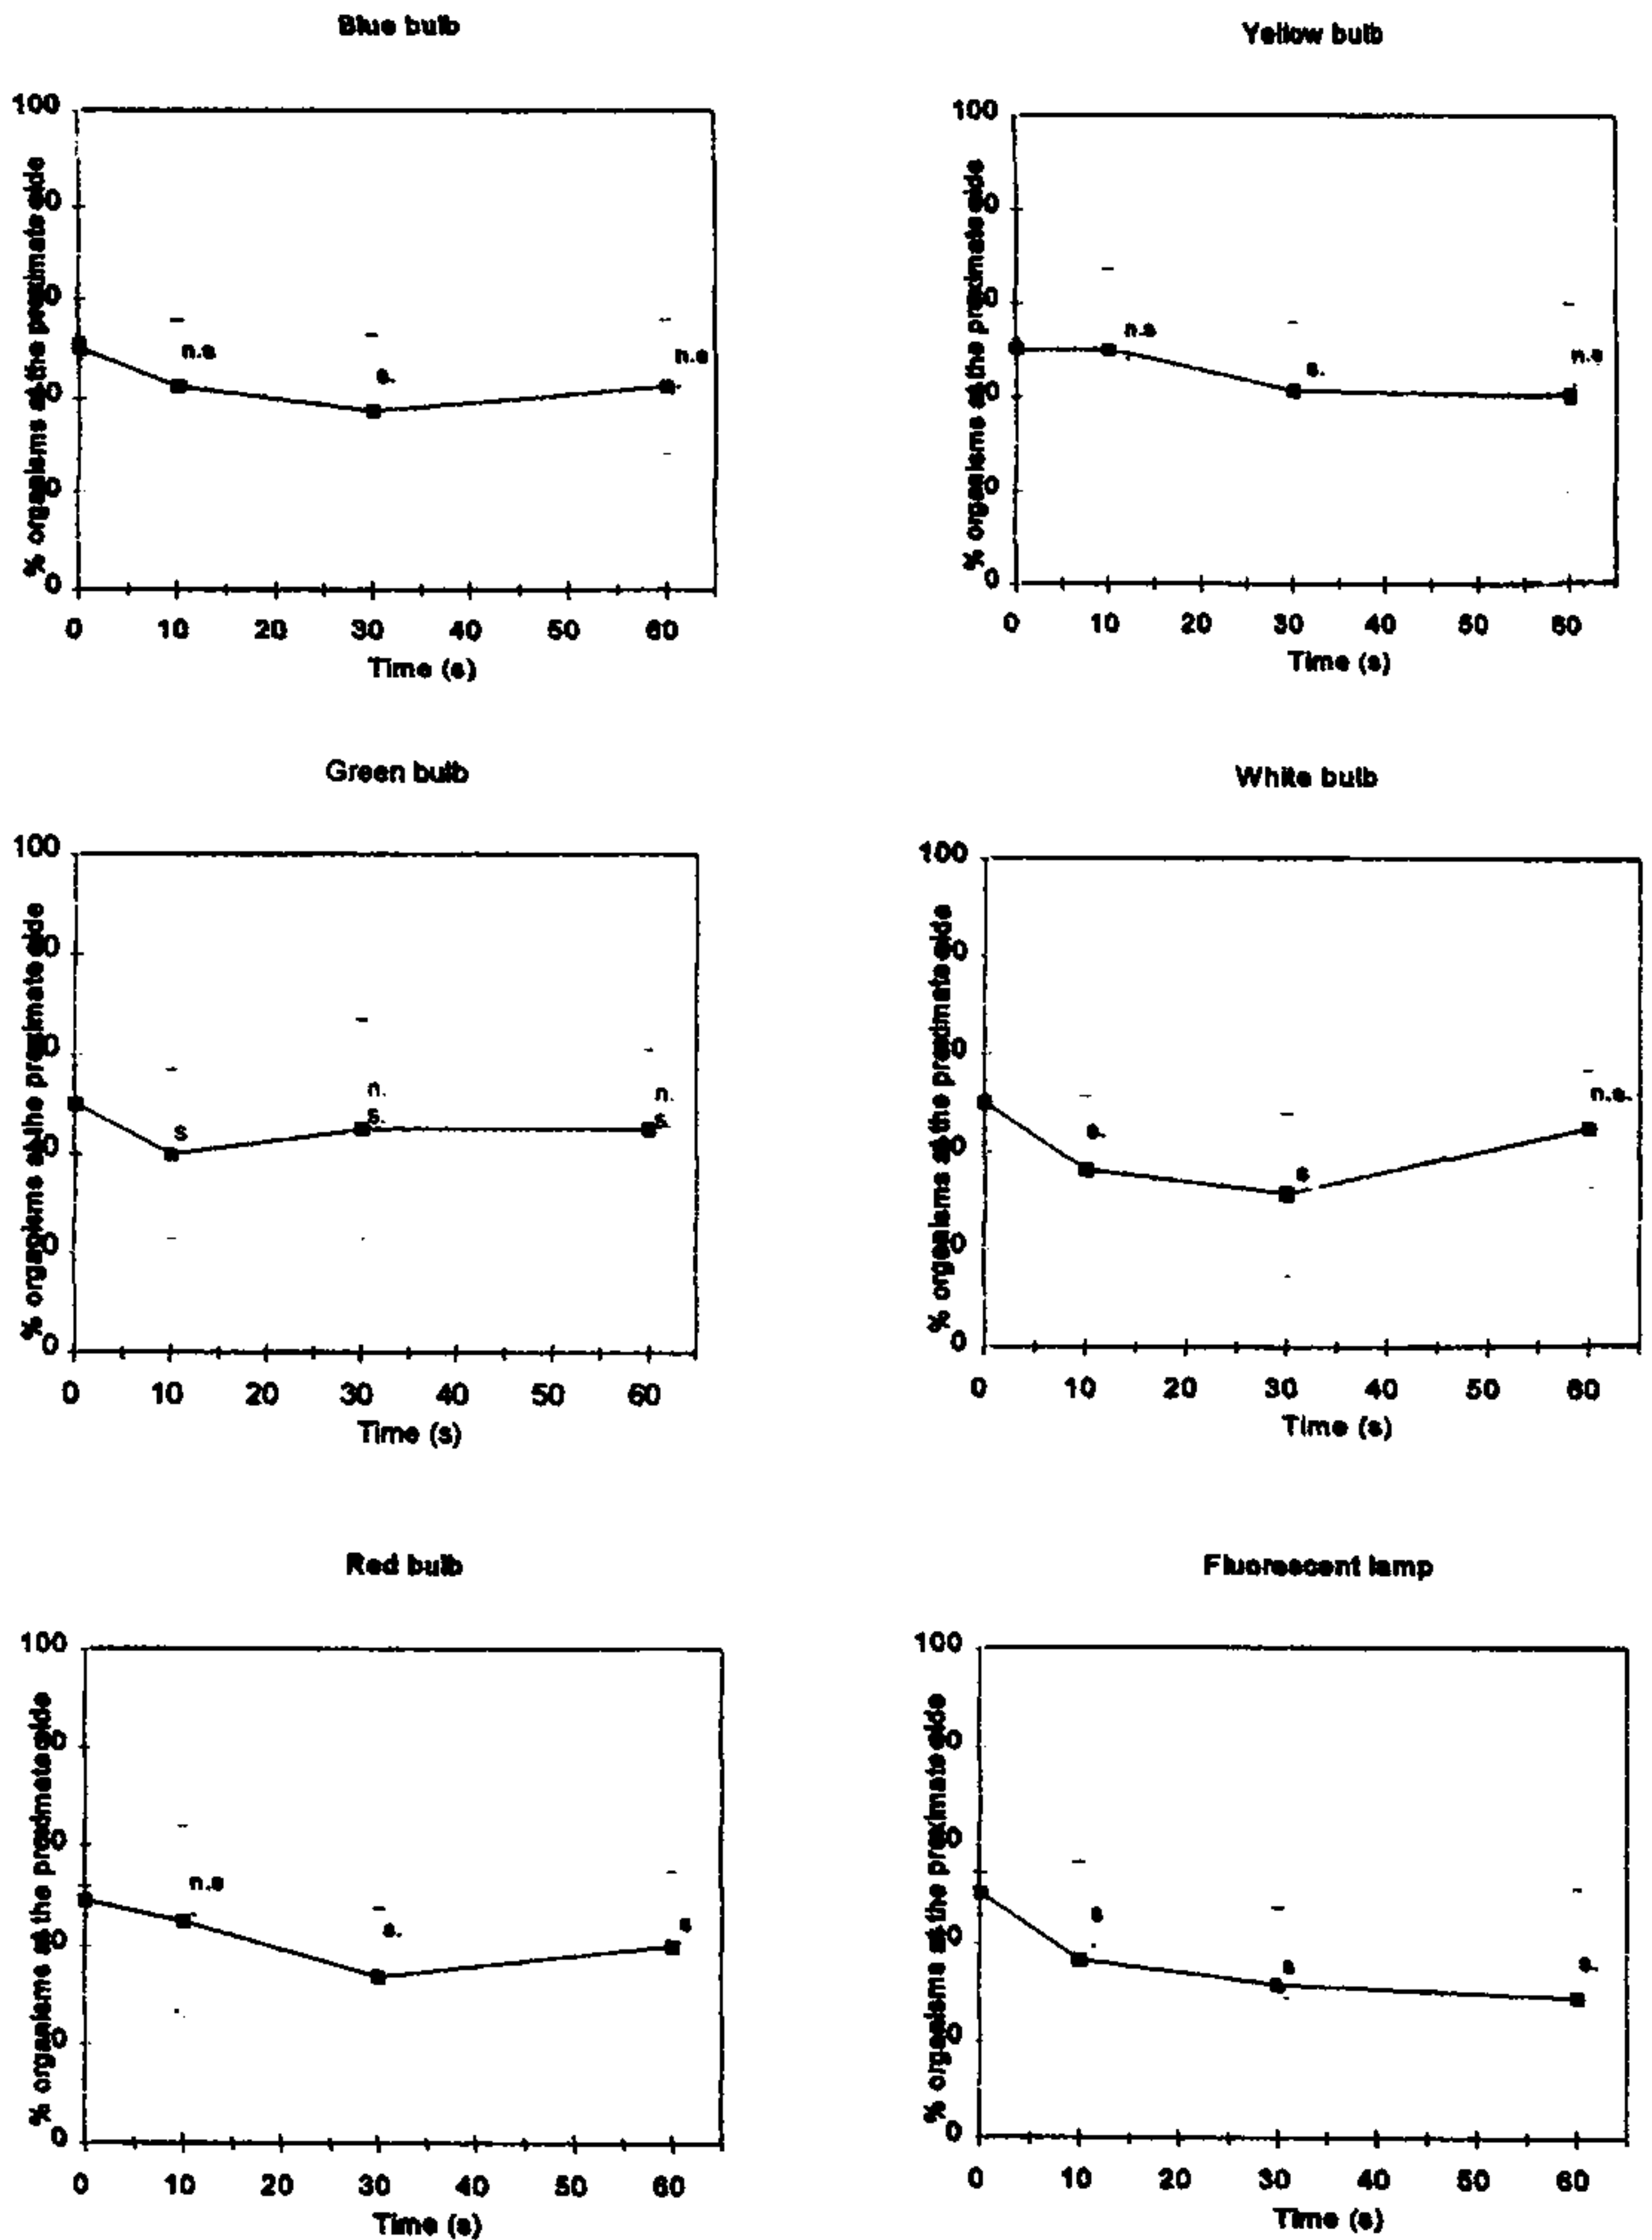 Blue bulb
100
% organisms at the proximate side
0
n.s
s.
n.s
0 10 20 30 40 50 60
Time (s)
Yellow bulb
100
% organisms at the proximate side
0
n.s
s.
n.s
0 10 20 30 40 50 60
Time (s)
Green bulb
100
% organisms at the proximate side
0
s
n.
s.
n.
s.
0 10 20 30 40 50 60
Time (s)
White bulb
100
% organisms at the proximate side
0
s.
s
n.s.
0 10 20 30 40 50 60
Time (s)
Red bulb
100
% organisms at the proximate side
0
n.s
s.
s
0 10 20 30 40 50 60
Time (s)
Fluorescent lamp
100
% organisms at the proximate side
0
s
s
s.
0 10 20 30 40 50 60
Time (s)